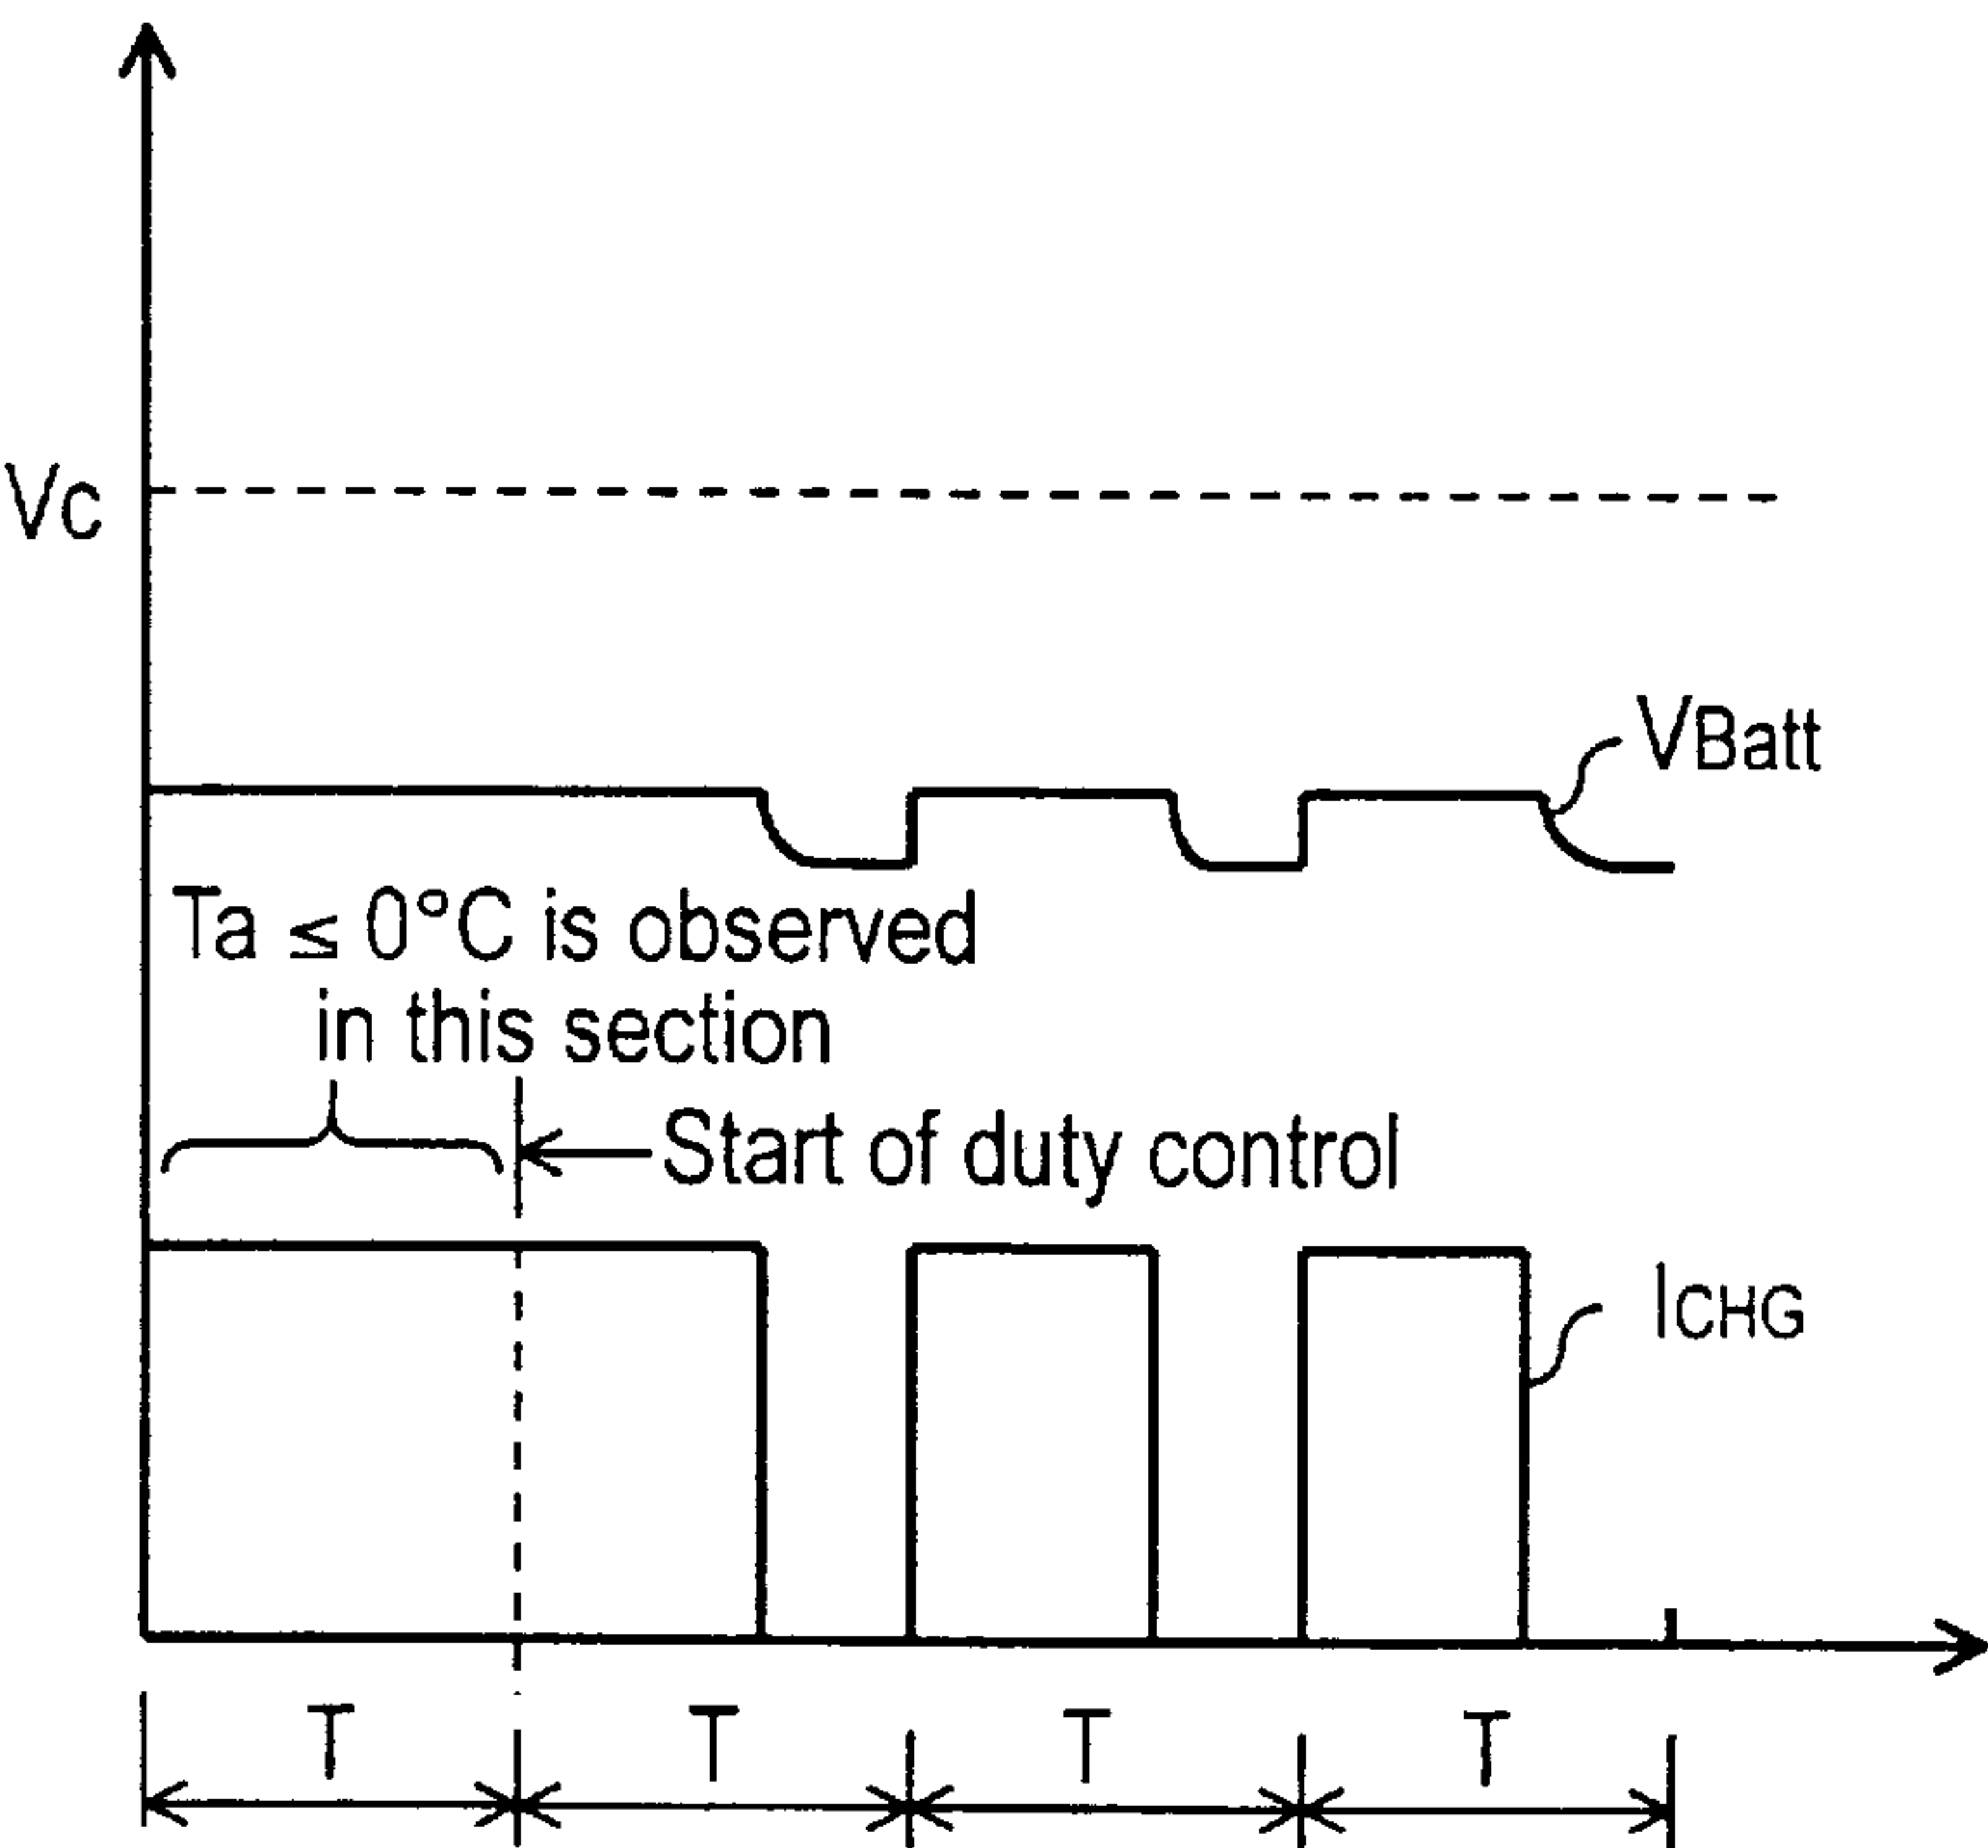 Vc
VBatt
Ta ≤ 0°C is observed
in this section
Start of duty control
ICHG
T T T T